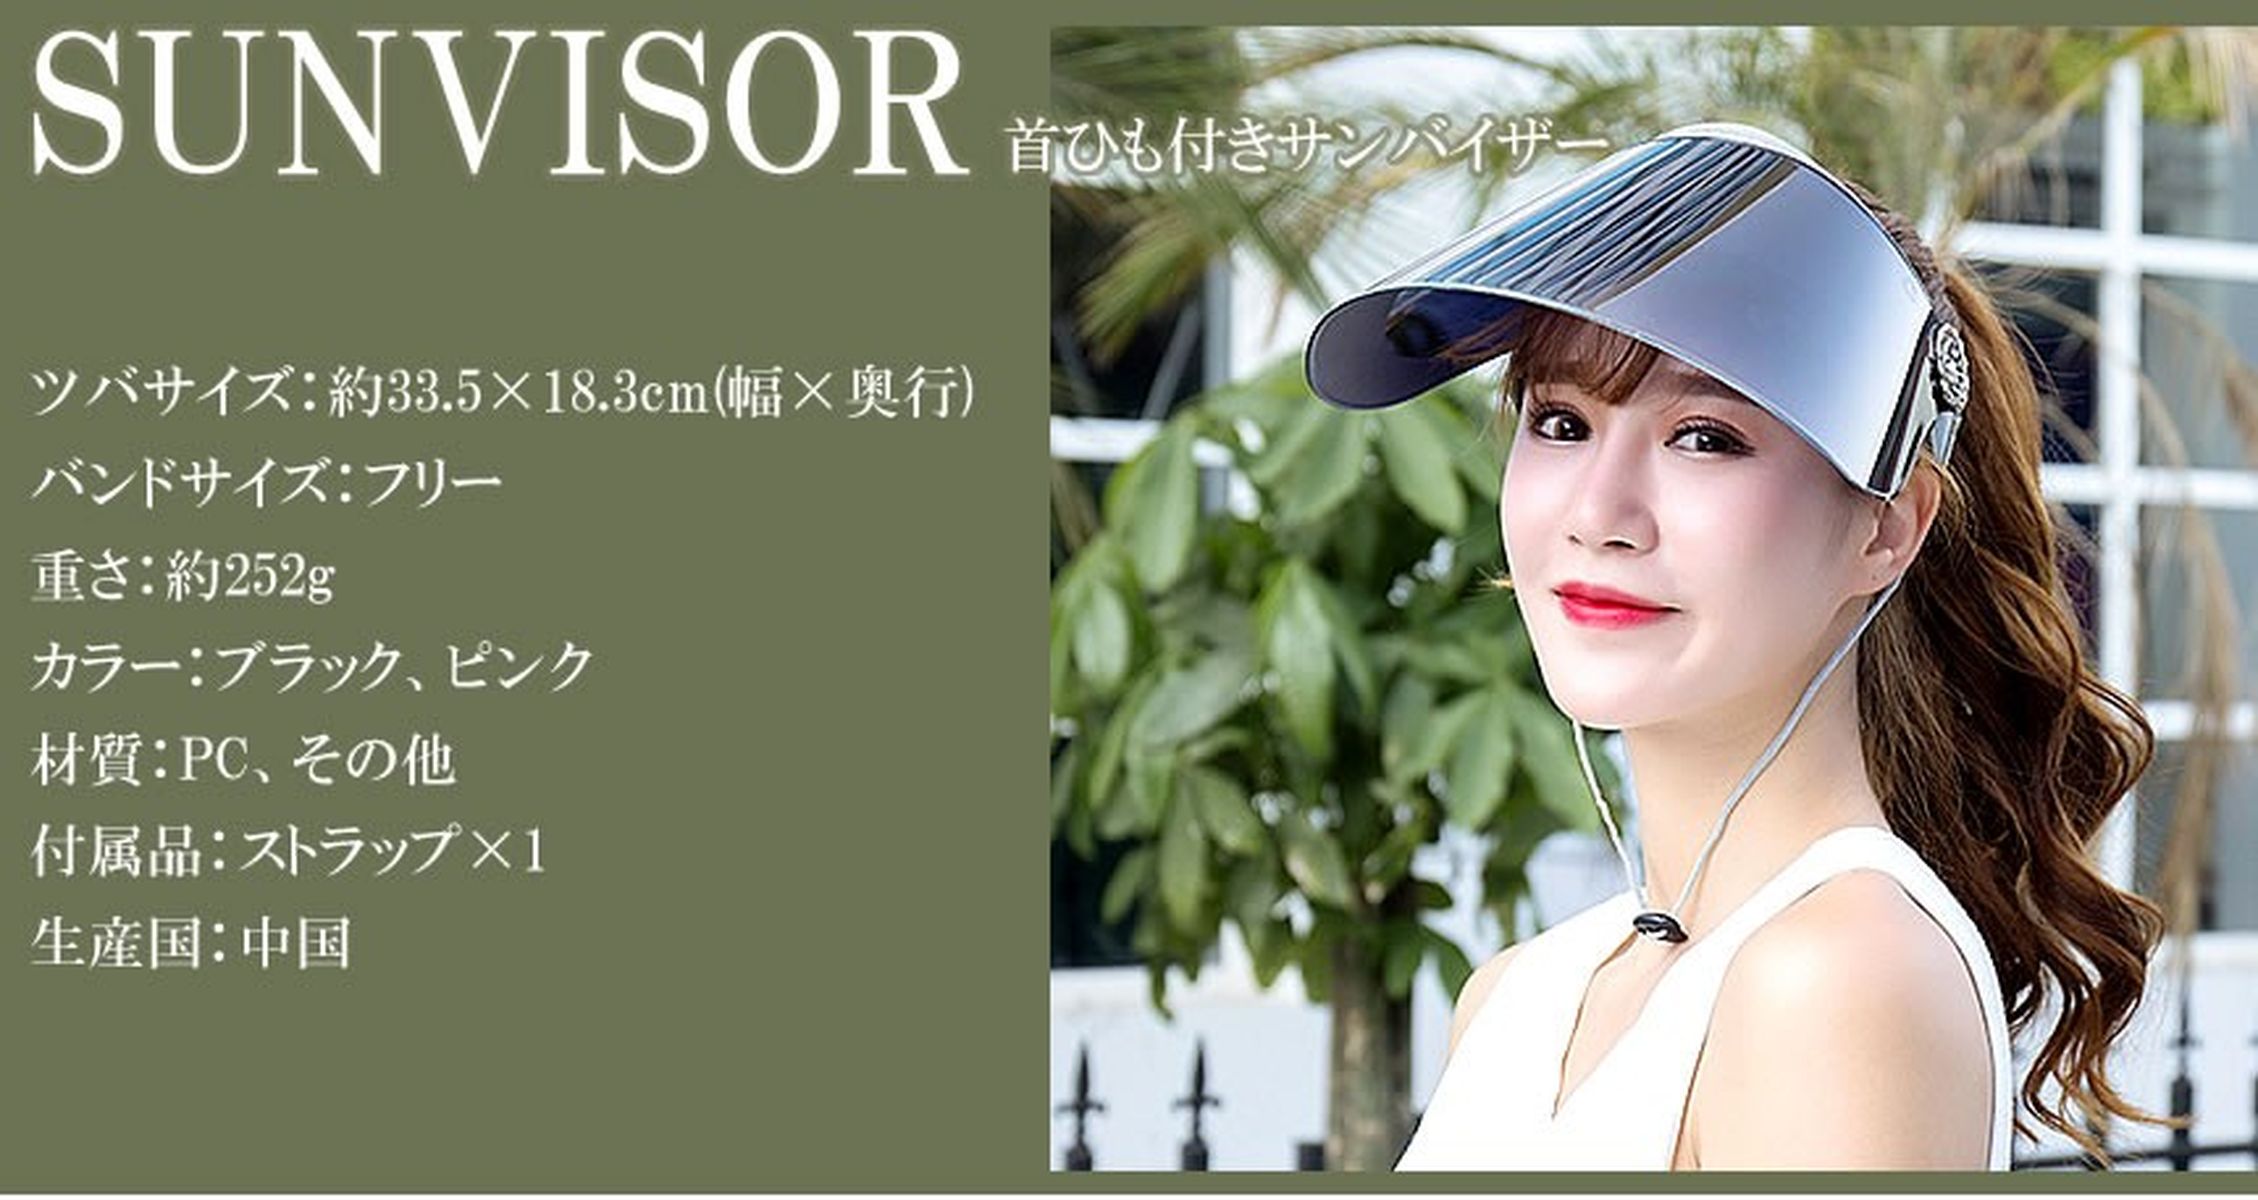 SUNVISOR 首ひも付きサンバイザー
ツバサイズ：約33.5×18.3cm(幅×奥行)
バンドサイズ：フリー
重さ：約252g
カラー：ブラック、ピンク
材質：PC、その他
付属品：ストラップ×1
生産国：中国